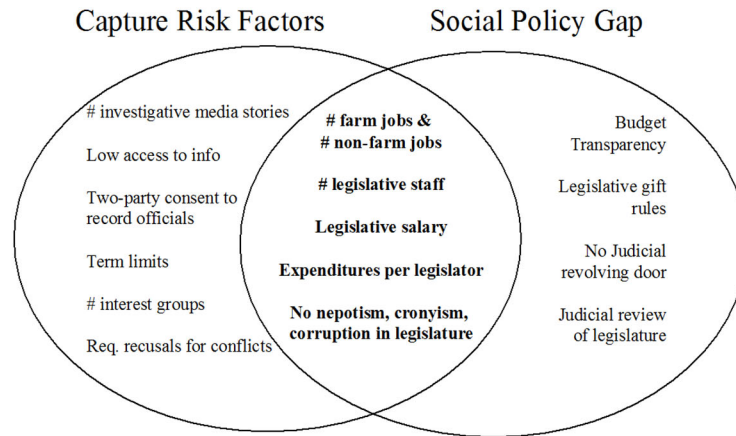 Capture Risk Factors
Social Policy Gap
# investigative media stories
Low access to info
Two-party consent to
record officials
Term limits
# interest groups
Req. recusals for conflicts
# farm jobs &
# non-farm jobs
# legislative staff
Legislative salary
Expenditures per legislator
No nepotism, cronyism,
corruption in legislature
Budget
Transparency
Legislative gift
rules
No Judicial
revolving door
Judicial review
of legislature